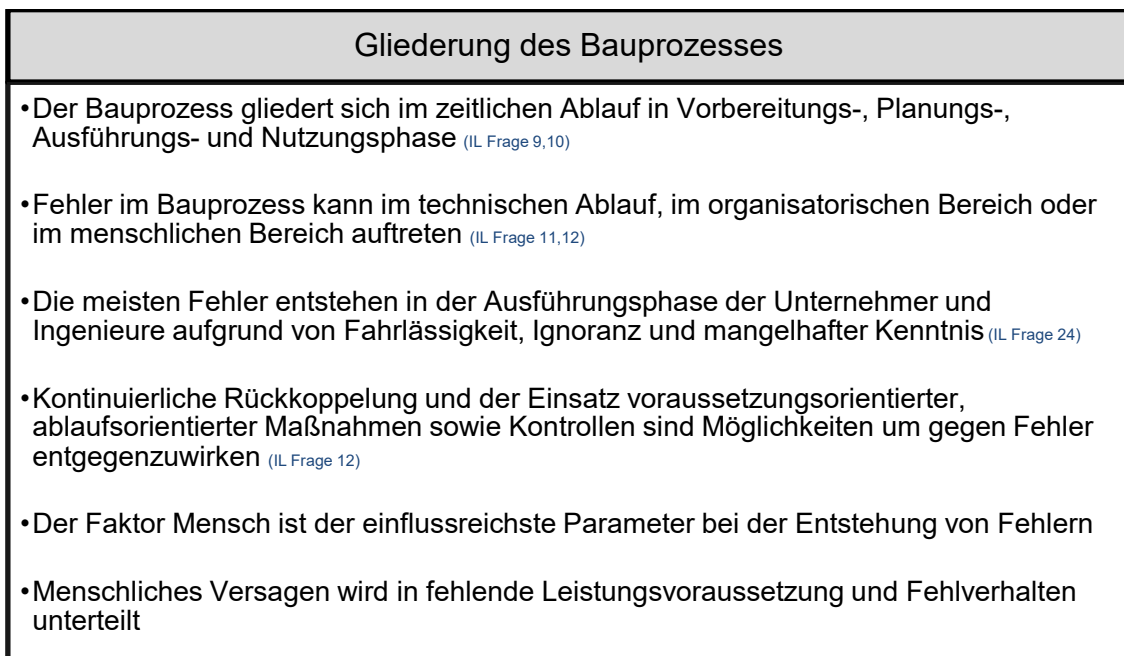 Gliederung des Bauprozesses
•Der Bauprozess gliedert sich im zeitlichen Ablauf in Vorbereitungs-, Planungs-,
Ausführungs- und Nutzungsphase (IL Frage 9,10)
•Fehler im Bauprozess kann im technischen Ablauf, im organisatorischen Bereich oder
im menschlichen Bereich auftreten (IL Frage 11,12)
•Die meisten Fehler entstehen in der Ausführungsphase der Unternehmer und
Ingenieure aufgrund von Fahrlässigkeit, Ignoranz und mangelhafter Kenntnis (IL Frage 24)
•Kontinuierliche Rückkoppelung und der Einsatz voraussetzungsorientierter,
ablaufsorientierter Maßnahmen sowie Kontrollen sind Möglichkeiten um gegen Fehler
entgegenzuwirken (IL Frage 12)
•Der Faktor Mensch ist der einflussreichste Parameter bei der Entstehung von Fehlern
•Menschliches Versagen wird in fehlende Leistungsvoraussetzung und Fehlverhalten
unterteilt